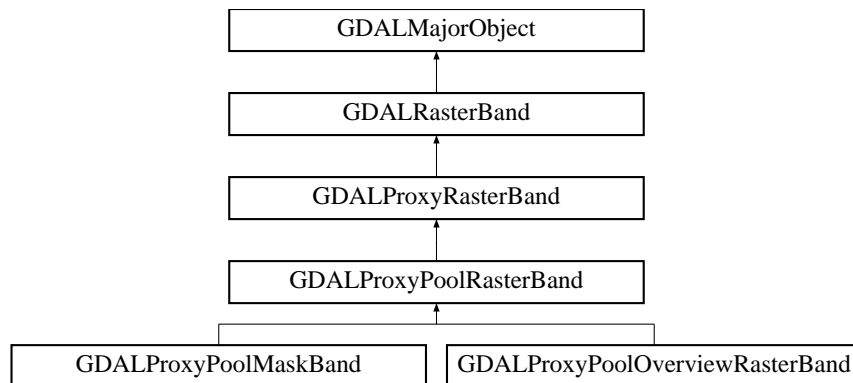 GDALMajorObject
GDALRasterBand
GDALProxyRasterBand
GDALProxyPoolRasterBand
GDALProxyPoolMaskBand
GDALProxyPoolOverviewRasterBand